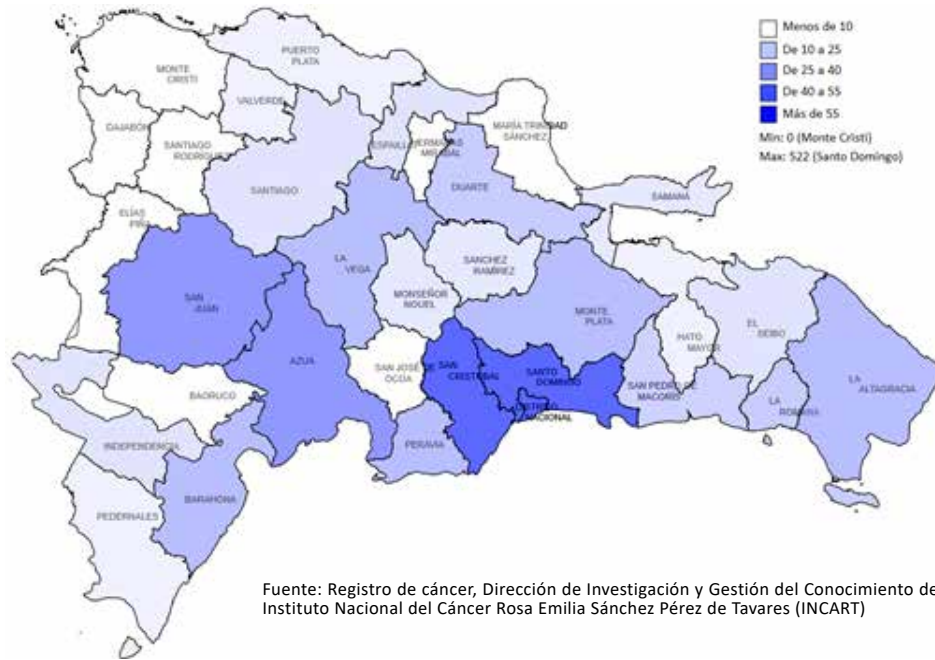 Menos de 10
De 10 a 25
De 25 a 40
De 40 a 55
Más de 55
Min: 0 (Monte Cristi)
Max: 522 (Santo Domingo)
PUERTO
PLATA
MONTE
CRISTI
VALVERDE
DAJABÓN
SANTIAGO
RODRÍGUEZ
ESPAILLAT
HERMANAS
MIRABAL
MARÍA TRINIDAD
SÁNCHEZ
SANTIAGO
DUARTE
SAMANÁ
ELÍAS
PIÑA
LA
VEGA
SANCHEZ
RAMÍREZ
MONSEÑOR
NOUEL
SAN
JUAN
MONTE
PLATA
HATO
MAYOR
EL
SEIBO
AZUA
SAN JOSÉ DE
OCOA
SAN
CRISTÓBAL
SANTO
DOMINGO
DISTRITO
NACIONAL
SAN PEDRO DE
MACORIS
LA
ROMANA
LA
ALTAGRACIA
BAORUCO
INDEPENDENCIA
PERAVIA
BARAHONA
PEDERNALES
Fuente: Registro de cáncer, Dirección de Investigación y Gestión del Conocimiento de
Instituto Nacional del Cáncer Rosa Emilia Sánchez Pérez de Tavares (INCART)